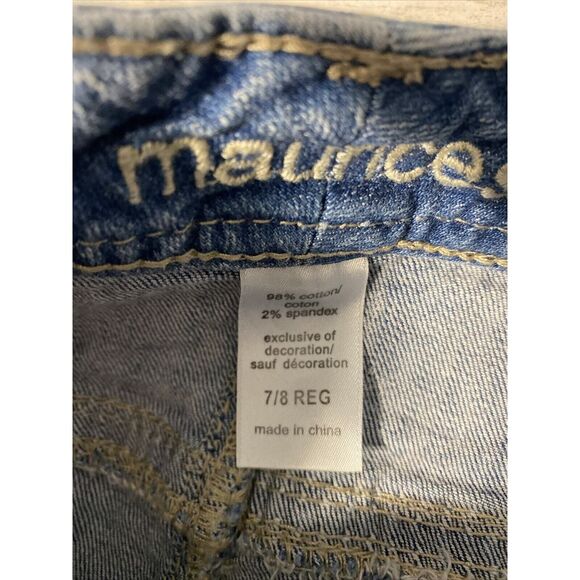 maurices
98% cotton/
coton
2% spandex
exclusive of
decoration/
sauf décoration
7/8 REG
made in china